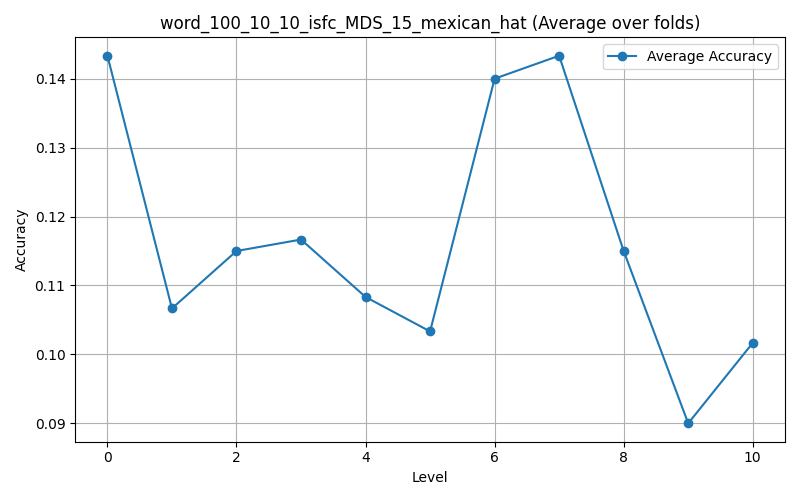 word_100_10_10_isfc_MDS_15_mexican_hat (Average over folds)
Average Accuracy
0.14
0.13
0.12
0.11
0.10
0.09
Accuracy
0 2 4 6 8 10
Level